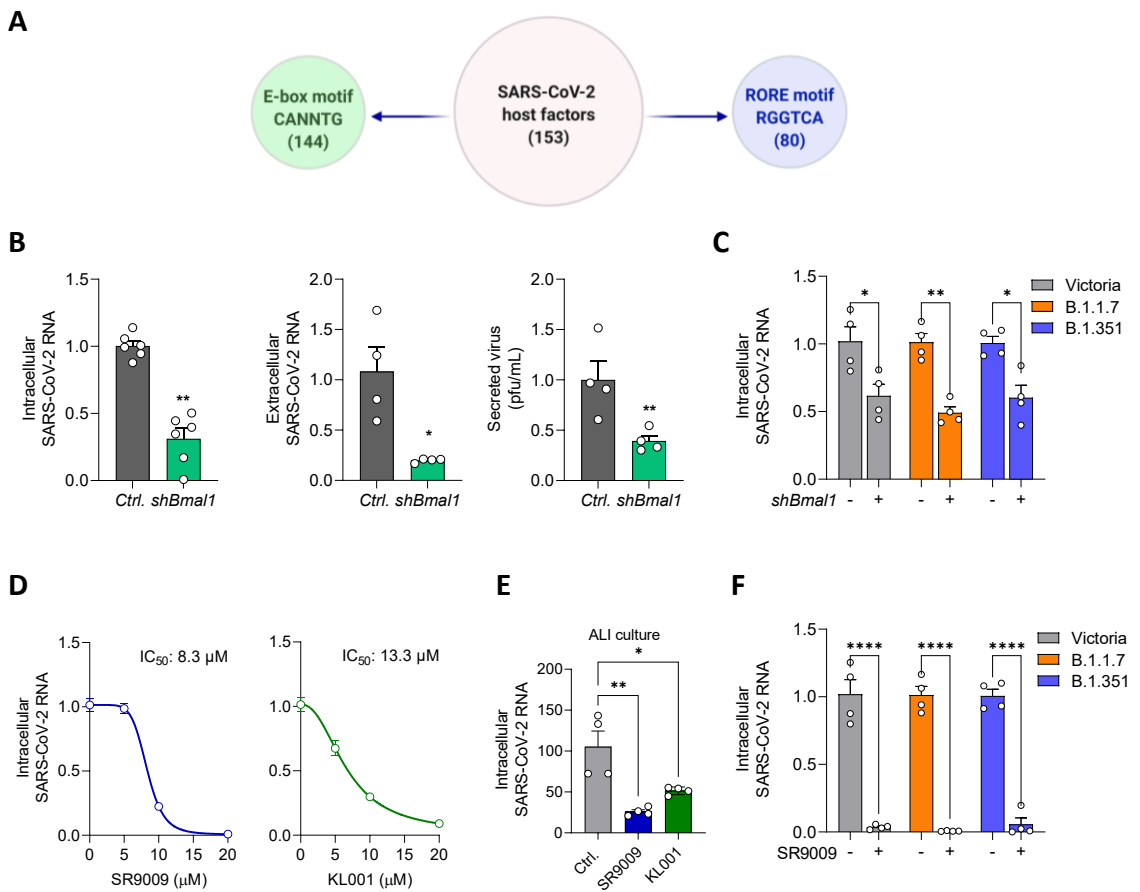 A
E-box motif
CANNTG
(144)
SARS-CoV-2
host factors
(153)
RORE motif
RGGTCA
(80)
B
Intracellular
SARS-CoV-2 RNA
1.5
1.0
0.5
0.0
**
Ctrl. shBmal1
Extracellular
SARS-CoV-2 RNA
2.0
1.5
1.0
0.5
0.0
*
Ctrl. shBmal1
Secreted virus
(pfu/mL)
2.0
1.5
1.0
0.5
0.0
**
Ctrl. shBmal1
C
Intracellular
SARS-CoV-2 RNA
1.5
1.0
0.5
0.0
* ** *
shBmal1 - + - + - +
Victoria
B.1.1.7
B.1.351
D
Intracellular
SARS-CoV-2 RNA
1.5
1.0
0.5
0.0
IC50: 8.3 µM
0 5 10 15 20
SR9009 (µM)
1.5
1.0
0.5
0.0
IC50: 13.3 µM
0 5 10 15 20
KL001 (µM)
E
ALI culture
Intracellular
SARS-CoV-2 RNA
200
150
100
50
0
*
**
Ctrl.
SR9009
KL001
F
Intracellular
SARS-CoV-2 RNA
1.5
1.0
0.5
0.0
**** **** ****
SR9009 - + - + - +
Victoria
B.1.1.7
B.1.351